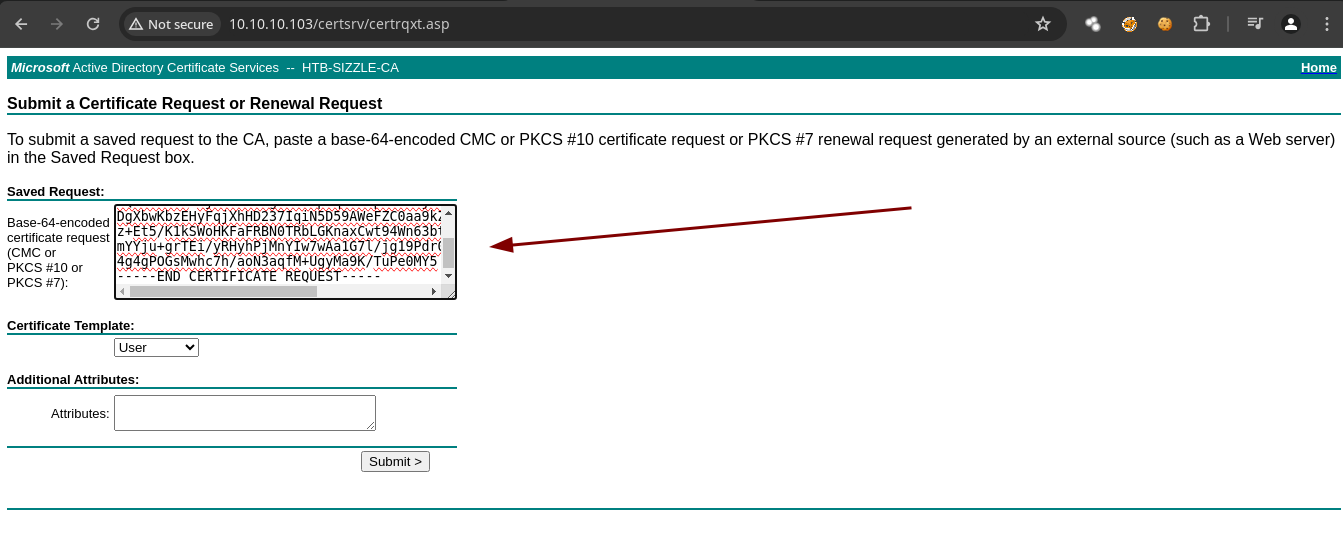 Not secure 10.10.10.103/certsrv/certrqxt.asp
Microsoft Active Directory Certificate Services -- HTB-SIZZLE-CA Home
Submit a Certificate Request or Renewal Request
To submit a saved request to the CA, paste a base-64-encoded CMC or PKCS #10 certificate request or PKCS #7 renewal request generated by an external source (such as a Web server)
in the Saved Request box.
Saved Request:
Base-64-encoded
certificate request
(CMC or
PKCS #10 or
PKCS #7):
DgXbwKbzEHyFqjXhHD237IqiN5D59AWeFZC0aa9k
z+Et5/K1kSWoHKFaFRBN0TRbLGKnaxCwt94Wn63b
mYYju+grTEi/yRHyhPjMnYIw7wAa1G7l/jg19Pdr
4g4gPOGsMwhc7h/aoN3aqfM+UgyMa9K/TuPe0MY5
-----END CERTIFICATE REQUEST-----
Certificate Template:
User
Additional Attributes:
Attributes:
Submit >